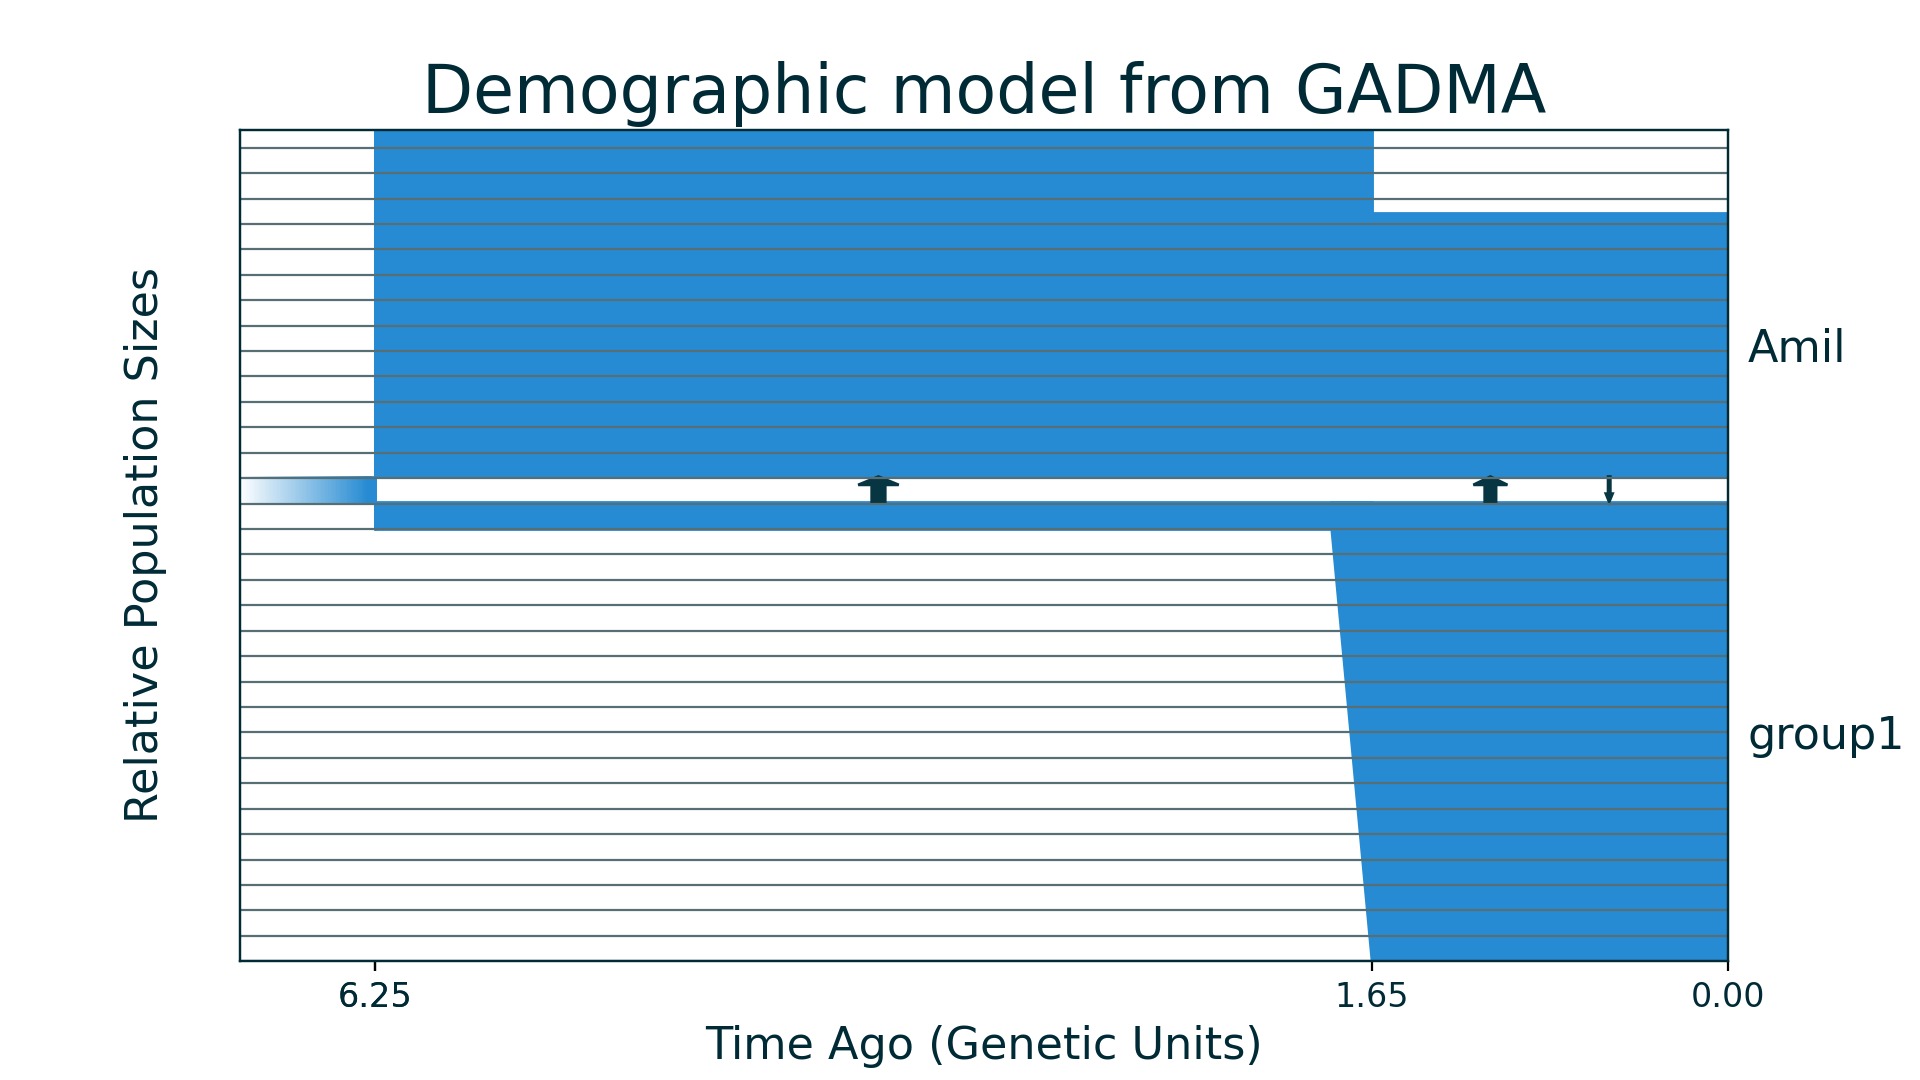 Demographic model from GADMA
Relative Population Sizes
Amil
group1
6.25
1.65
0.00
Time Ago (Genetic Units)